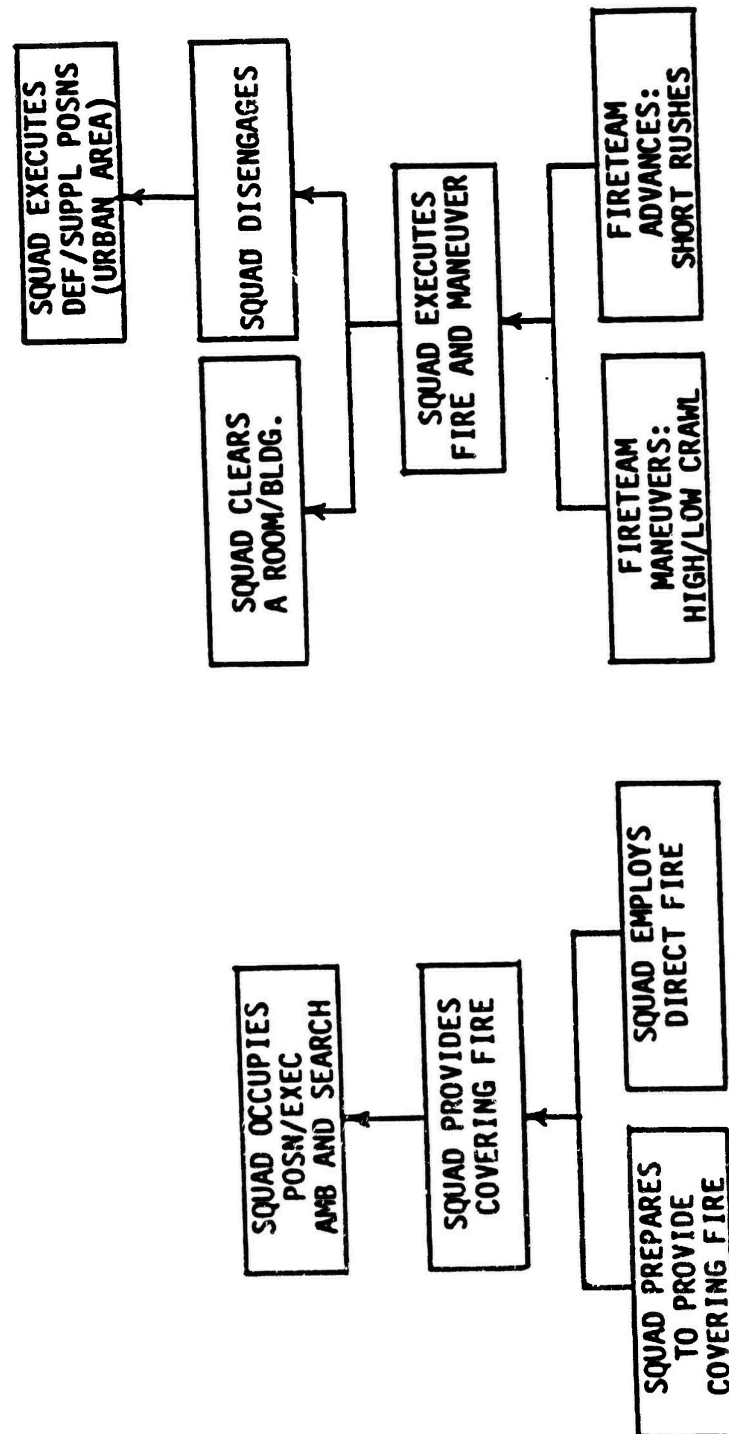 SQUAD OCCUPIES
POSN/EXEC
AMB AND SEARCH
SQUAD PROVIDES
COVERING FIRE
SQUAD PREPARES
TO PROVIDE
COVERING FIRE
SQUAD EMPLOYS
DIRECT FIRE
SQUAD EXECUTES
DEF/SUPPL POSNS
(URBAN AREA)
SQUAD CLEARS
A ROOM/BLDG.
SQUAD DISENGAGES
SQUAD EXECUTES
FIRE AND MANEUVER
FIRETEAM
MANEUVERS:
HIGH/LOW CRAWL
FIRETEAM
ADVANCES:
SHORT RUSHES